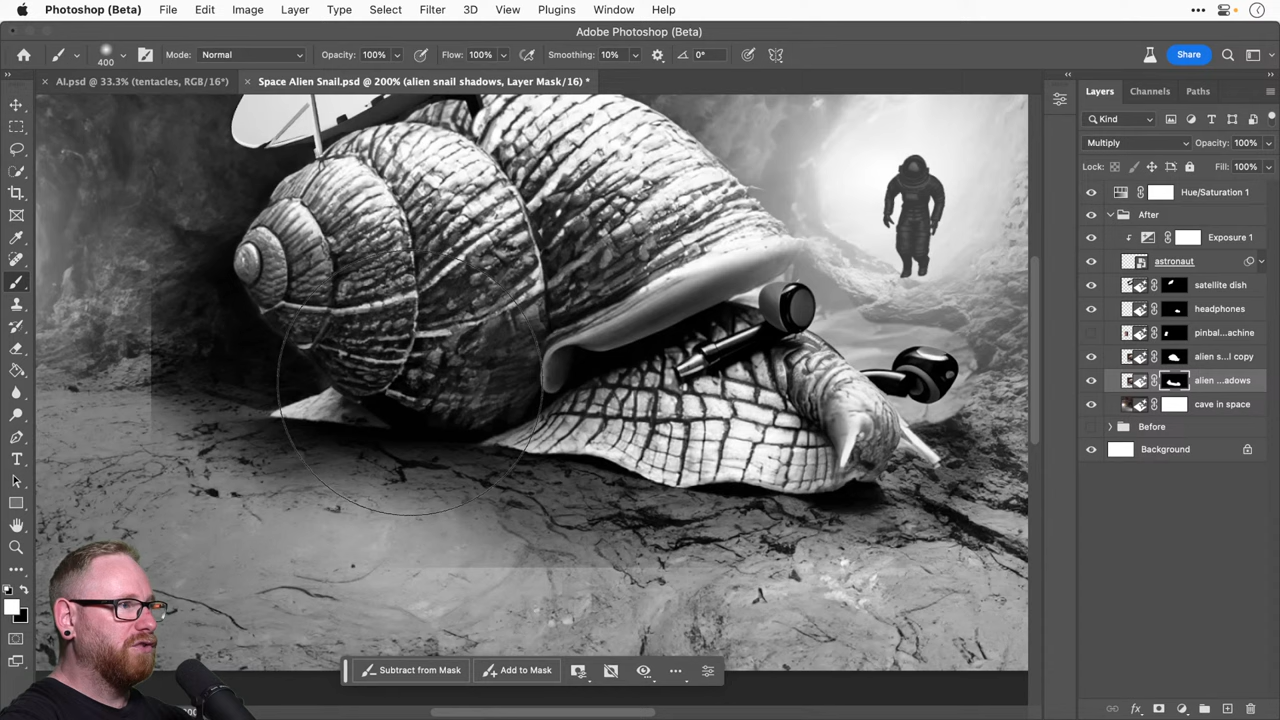 Photoshop (Beta) File Edit Image Layer Type Select Filter 3D View Plugins Window Help
Adobe Photoshop (Beta)
400 Mode: Normal Opacity: 100% Flow: 100% Smoothing: 10% 0° Share
AI.psd @ 33.3% (tentacles, RGB/16*) Space Alien Snail.psd @ 200% (alien snail shadows, Layer Mask/16) *
Layers Channels Paths
Kind
Multiply Opacity: 100%
Lock: Fill: 100%
Hue/Saturation 1
After
Exposure 1
astronaut
satellite dish
headphones
pinbal...achine
alien s...l copy
alien ...adows
cave in space
Before
Background
Subtract from Mask Add to Mask